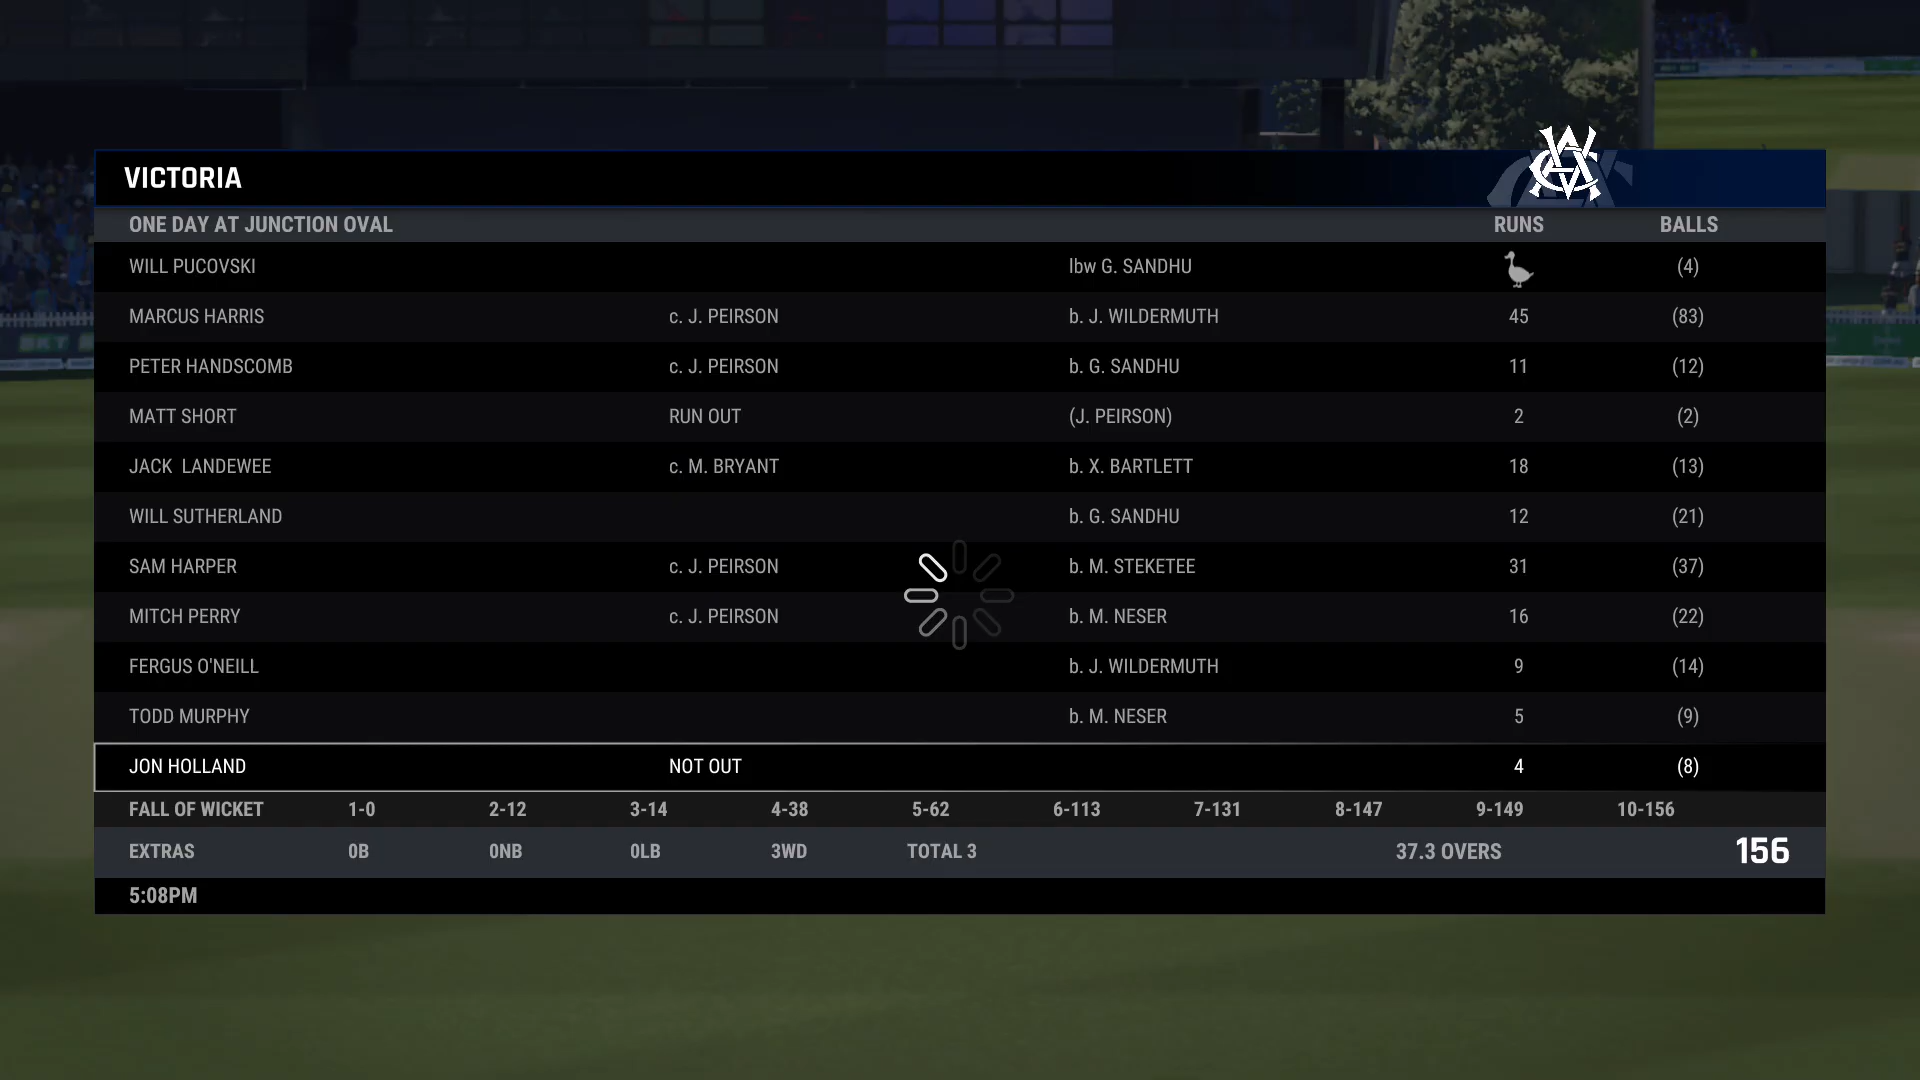 VICTORIA
ONE DAY AT JUNCTION OVAL RUNS BALLS
WILL PUCOVSKI lbw G. SANDHU (4)
MARCUS HARRIS c. J. PEIRSON b. J. WILDERMUTH 45 (83)
PETER HANDSCOMB c. J. PEIRSON b. G. SANDHU 11 (12)
MATT SHORT RUN OUT (J. PEIRSON) 2 (2)
JACK LANDEWEE c. M. BRYANT b. X. BARTLETT 18 (13)
WILL SUTHERLAND b. G. SANDHU 12 (21)
SAM HARPER c. J. PEIRSON b. M. STEKETEE 31 (37)
MITCH PERRY c. J. PEIRSON b. M. NESER 16 (22)
FERGUS O'NEILL b. J. WILDERMUTH 9 (14)
TODD MURPHY b. M. NESER 5 (9)
JON HOLLAND NOT OUT 4 (8)
FALL OF WICKET 1-0 2-12 3-14 4-38 5-62 6-113 7-131 8-147 9-149 10-156
EXTRAS 0B 0NB 0LB 3WD TOTAL 3 37.3 OVERS 156
5:08PM